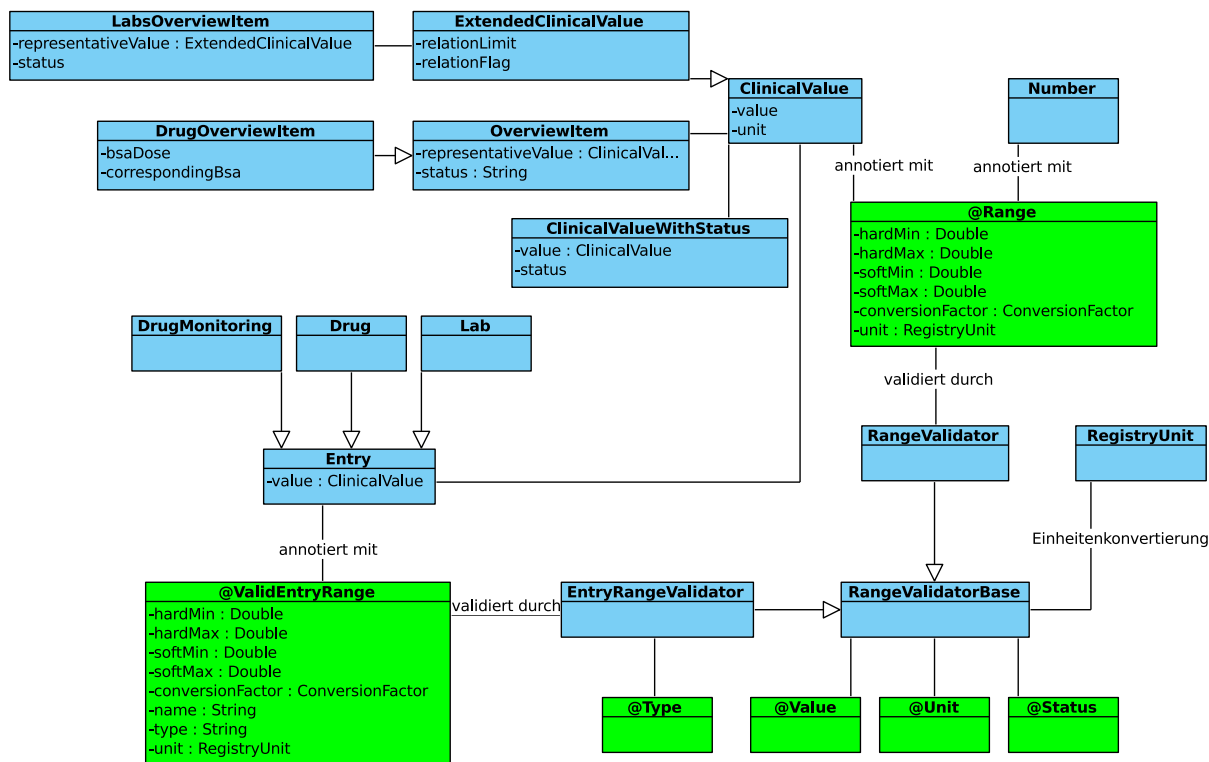 LabsOverviewItem
-representativeValue : ExtendedClinicalValue
-status
ExtendedClinicalValue
-relationLimit
-relationFlag
ClinicalValue
-value
-unit
Number
DrugOverviewItem
-bsaDose
-correspondingBsa
OverviewItem
-representativeValue : ClinicalVal...
-status : String
annotiert mit
annotiert mit
ClinicalValueWithStatus
-value : ClinicalValue
-status
@Range
-hardMin : Double
-hardMax : Double
-softMin : Double
-softMax : Double
-conversionFactor : ConversionFactor
-unit : RegistryUnit
DrugMonitoring
Drug
Lab
validiert durch
RangeValidator
RegistryUnit
Entry
-value : ClinicalValue
annotiert mit
Einheitenkonvertierung
@ValidEntryRange
-hardMin : Double
-hardMax : Double
-softMin : Double
-softMax : Double
-conversionFactor : ConversionFactor
-name : String
-type : String
-unit : RegistryUnit
validiert durch
EntryRangeValidator
RangeValidatorBase
@Type
@Value
@Unit
@Status